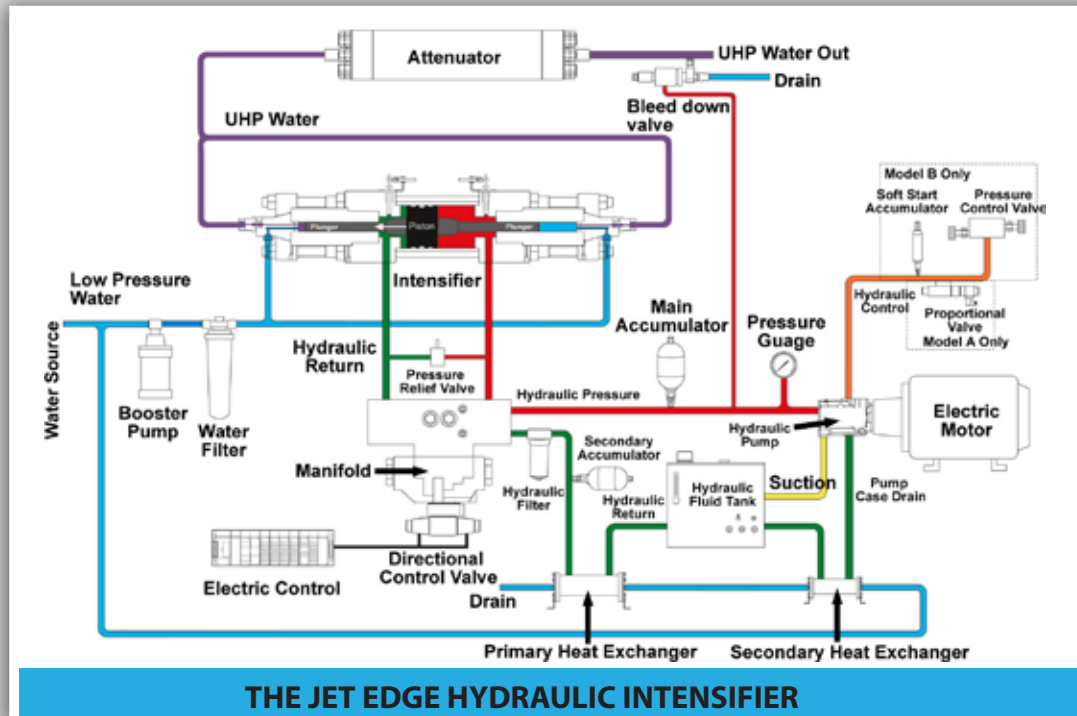 Attenuator
UHP Water Out
Drain
Bleed down
valve
UHP Water
Model B Only
Soft Start
Accumulator
Pressure
Control Valve
Plunger
Piston
Plunger
Low Pressure
Water
Intensifier
Hydraulic
Control
Proportional
Valve
Model A Only
Main
Accumulator
Pressure
Guage
Water Source
Hydraulic
Return
Pressure
Relief Valve
Hydraulic Pressure
Booster
Pump
Water
Filter
Hydraulic
Pump
Electric
Motor
Manifold
Secondary
Accumulator
Hydraulic
Filter
Hydraulic
Return
Hydraulic
Fluid Tank
Suction
Pump
Case Drain
Electric Control
Directional
Control Valve
Drain
Primary Heat Exchanger
Secondary Heat Exchanger
THE JET EDGE HYDRAULIC INTENSIFIER